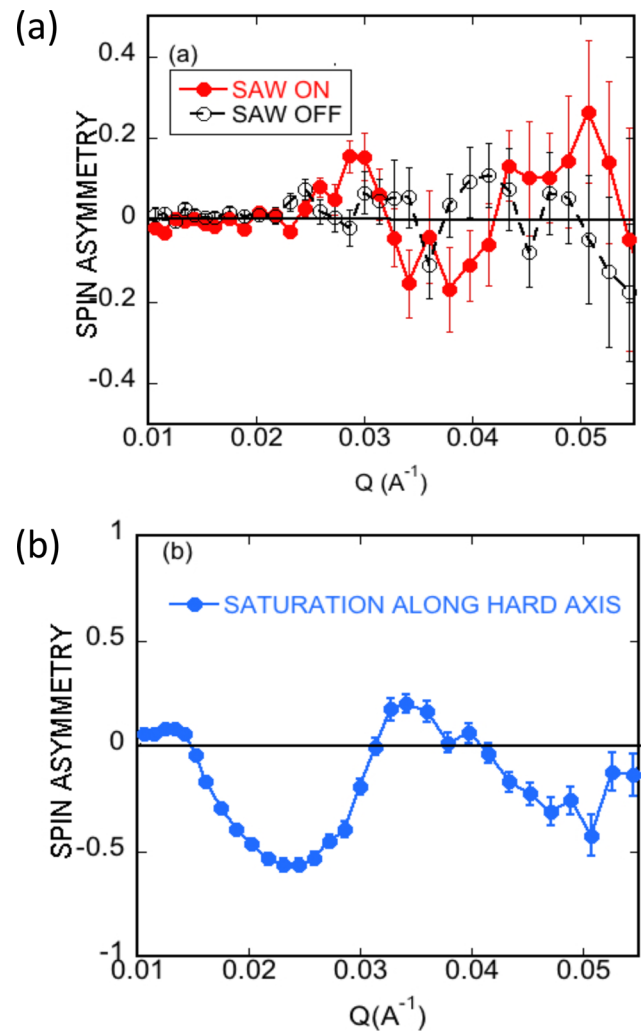 (a)
(a)
SAW ON
SAW OFF
0.4
0.2
0
-0.2
-0.4
SPIN ASYMMETRY
0.01 0.02 0.03 0.04 0.05
Q (A⁻¹)
(b)
(b)
SATURATION ALONG HARD AXIS
1
0.5
0
-0.5
-1
SPIN ASYMMETRY
0.01 0.02 0.03 0.04 0.05
Q(A⁻¹)